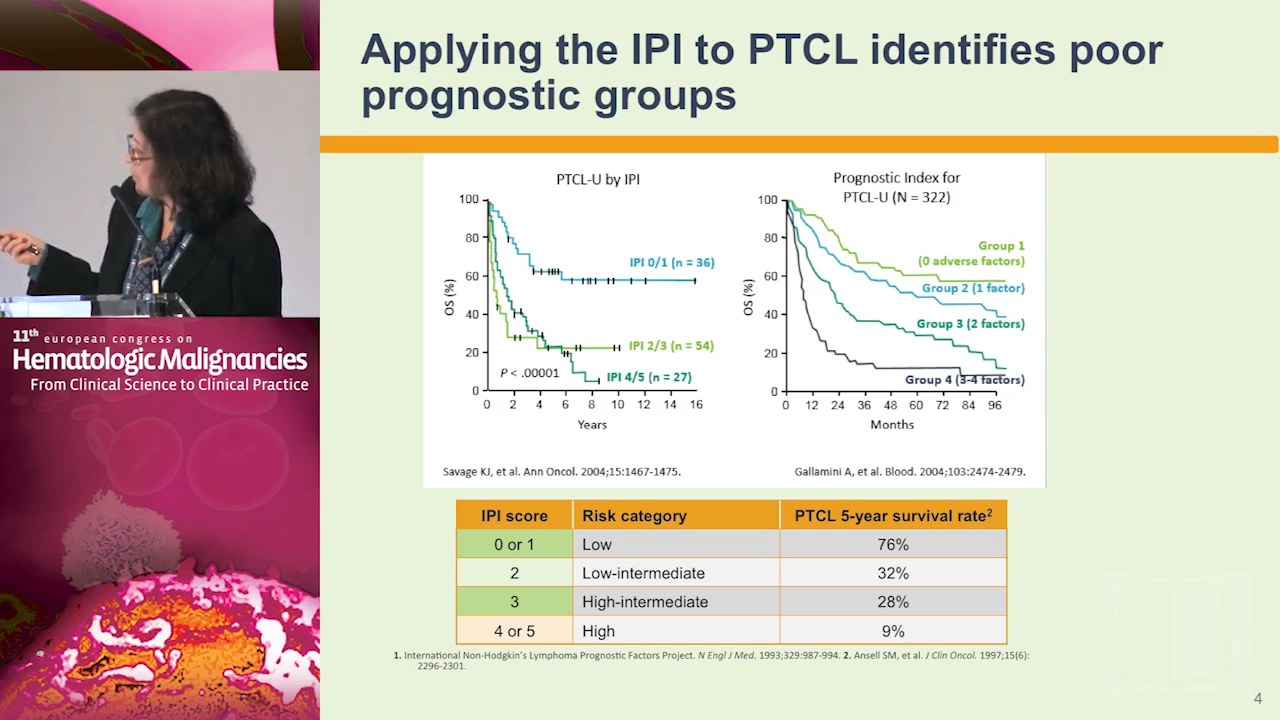 Applying the IPI to PTCL identifies poor
prognostic groups
11th european congress on
Hematologic Malignancies
From Clinical Science to Clinical Practice
PTCL-U by IPI
100
80
60
40
20
0
OS (%)
IPI 0/1 (n = 36)
IPI 2/3 (n = 54)
IPI 4/5 (n = 27)
P < .00001
0 2 4 6 8 10 12 14 16
Years
Savage KJ, et al. Ann Oncol. 2004;15:1467-1475.
Prognostic Index for
PTCL-U (N = 322)
100
80
60
40
20
0
OS (%)
Group 1
(0 adverse factors)
Group 2 (1 factor)
Group 3 (2 factors)
Group 4 (3-4 factors)
0 12 24 36 48 60 72 84 96
Months
Gallamini A, et al. Blood. 2004;103:2474-2479.
IPI score Risk category PTCL 5-year survival rate2
0 or 1 Low 76%
2 Low-intermediate 32%
3 High-intermediate 28%
4 or 5 High 9%
1. International Non-Hodgkin's Lymphoma Prognostic Factors Project. N Engl J Med. 1993;329:987-994. 2. Ansell SM, et al. J Clin Oncol. 1997;15(6):
2296-2301.
4